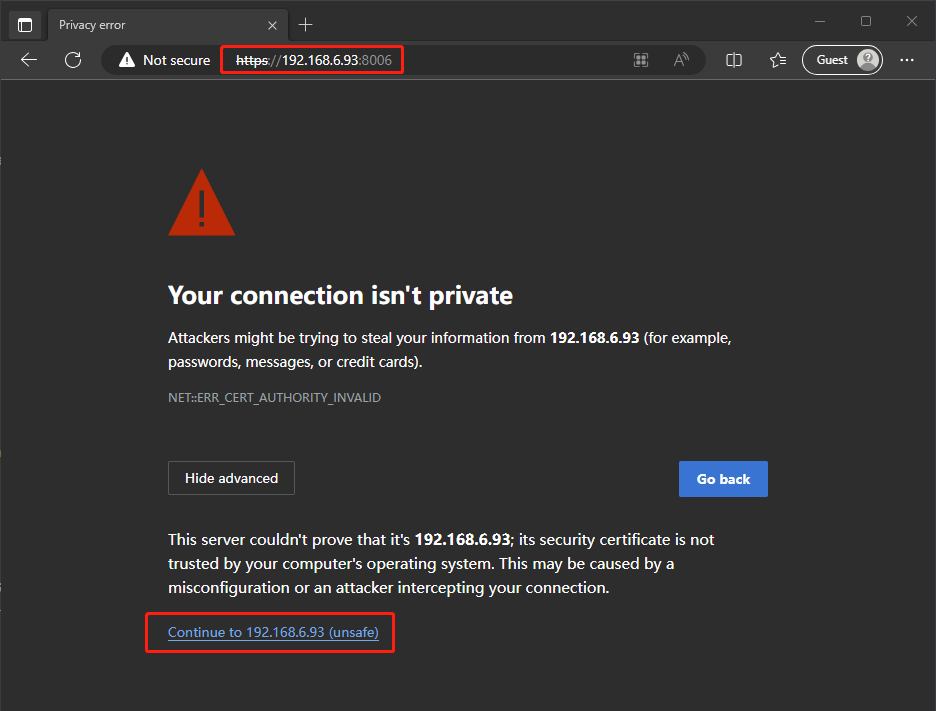 Privacy error
Not secure https://192.168.6.93:8006 Guest
Your connection isn't private
Attackers might be trying to steal your information from 192.168.6.93 (for example,
passwords, messages, or credit cards).
NET::ERR_CERT_AUTHORITY_INVALID
Hide advanced Go back
This server couldn't prove that it's 192.168.6.93; its security certificate is not
trusted by your computer's operating system. This may be caused by a
misconfiguration or an attacker intercepting your connection.
Continue to 192.168.6.93 (unsafe)